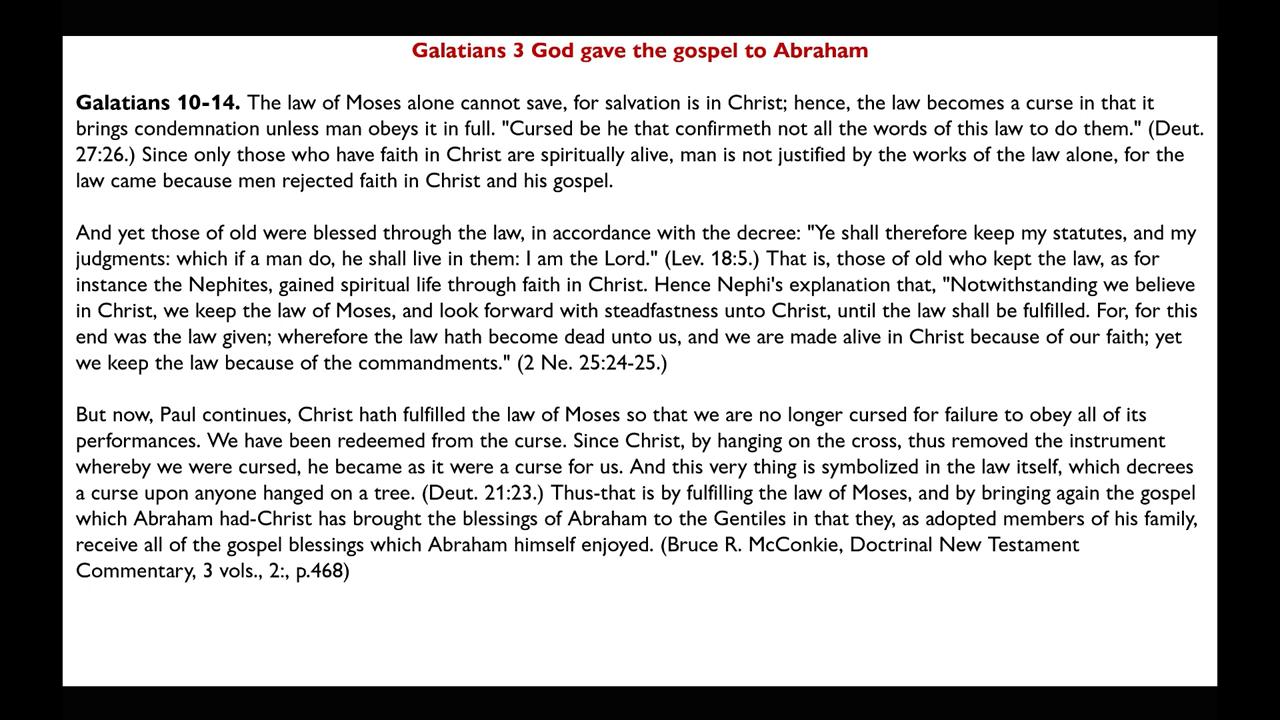 Galatians 3 God gave the gospel to Abraham
Galatians 10-14. The law of Moses alone cannot save, for salvation is in Christ; hence, the law becomes a curse in that it
brings condemnation unless man obeys it in full. "Cursed be he that confirmeth not all the words of this law to do them." (Deut.
27:26.) Since only those who have faith in Christ are spiritually alive, man is not justified by the works of the law alone, for the
law came because men rejected faith in Christ and his gospel.
And yet those of old were blessed through the law, in accordance with the decree: "Ye shall therefore keep my statutes, and my
judgments: which if a man do, he shall live in them: I am the Lord." (Lev. 18:5.) That is, those of old who kept the law, as for
instance the Nephites, gained spiritual life through faith in Christ. Hence Nephi's explanation that, "Notwithstanding we believe
in Christ, we keep the law of Moses, and look forward with steadfastness unto Christ, until the law shall be fulfilled. For, for this
end was the law given; wherefore the law hath become dead unto us, and we are made alive in Christ because of our faith; yet
we keep the law because of the commandments." (2 Ne. 25:24-25.)
But now, Paul continues, Christ hath fulfilled the law of Moses so that we are no longer cursed for failure to obey all of its
performances. We have been redeemed from the curse. Since Christ, by hanging on the cross, thus removed the instrument
whereby we were cursed, he became as it were a curse for us. And this very thing is symbolized in the law itself, which decrees
a curse upon anyone hanged on a tree. (Deut. 21:23.) Thus-that is by fulfilling the law of Moses, and by bringing again the gospel
which Abraham had-Christ has brought the blessings of Abraham to the Gentiles in that they, as adopted members of his family,
receive all of the gospel blessings which Abraham himself enjoyed. (Bruce R. McConkie, Doctrinal New Testament
Commentary, 3 vols., 2:, p.468)